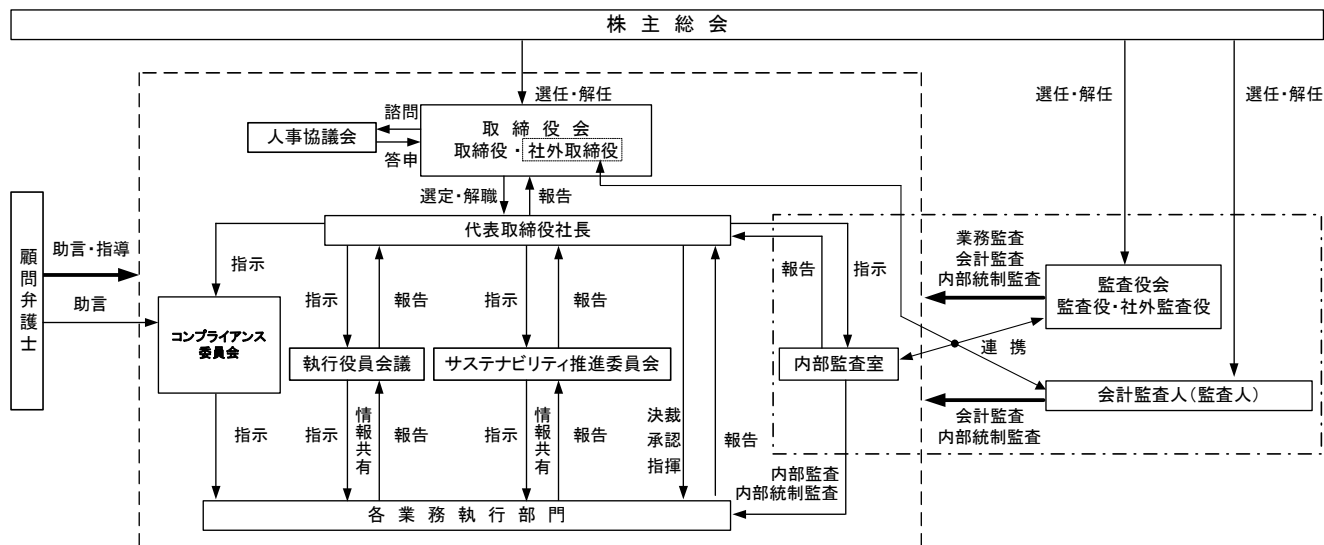 株主総会
選任・解任
選任・解任
選任・解任
諮問
人事協議会
答申
取締役会
取締役・社外取締役
選定・解職
報告
代表取締役社長
顧問弁護士
助言・指導
助言
指示
コンプライアンス
委員会
指示
報告
指示
報告
報告
指示
業務監査
会計監査
内部統制監査
監査役会
監査役・社外監査役
執行役員会議
サステナビリティ推進委員会
内部監査室
連携
会計監査人(監査人)
会計監査
内部統制監査
指示
指示
情報共有
報告
指示
情報共有
報告
決裁
承認
指揮
報告
内部監査
内部統制監査
各業務執行部門